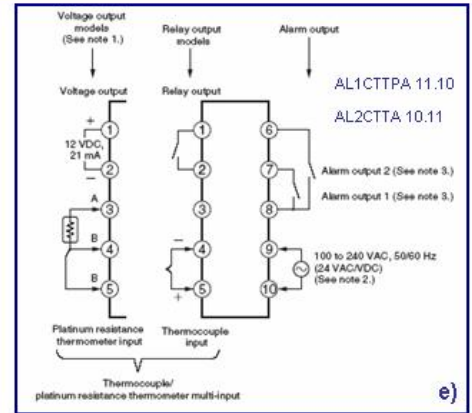 Voltage output
models
(See note 1.)
Relay output
models
Alarm output
Voltage output
Relay output
AL1CTTPA 11.10
AL2CTTA 10.11
+
12 VDC,
21 mA
−
A
B
B
1
2
3
4
5
1
2
3
4
5
−
+
6
7
8
9
10
Alarm output 2 (See note 3.)
Alarm output 1 (See note 3.)
100 to 240 VAC, 50/60 Hz
(24 VAC/VDC)
(See note 2.)
Platinum resistance
thermometer input
Thermocouple
input
Thermocouple/
platinum resistance thermometer multi-input
e)